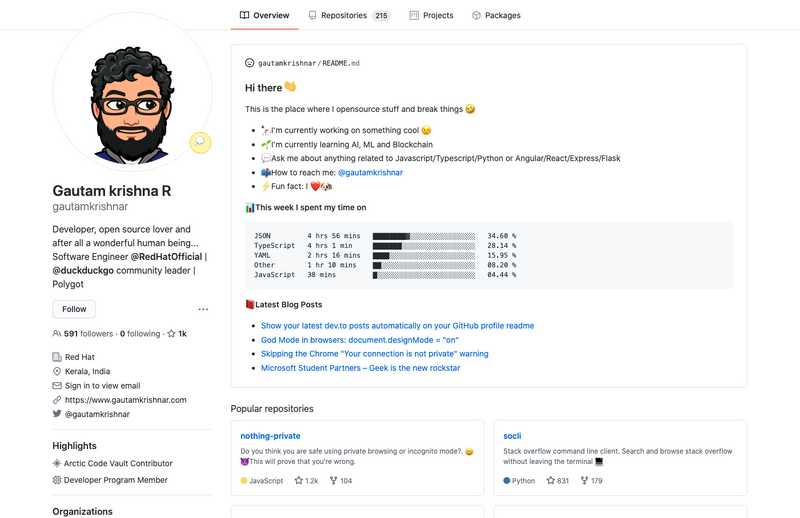 Overview
Repositories 215
Projects
Packages
Gautam krishna R
gautamkrishnar
Developer, open source lover and
after all a wonderful human being...
Software Engineer @RedHatOfficial |
@duckduckgo community leader |
Polygot
Follow
591 followers · 0 following · 1k
Red Hat
Kerala, India
Sign in to view email
https://www.gautamkrishnar.com
@gautamkrishnar
Highlights
Arctic Code Vault Contributor
Developer Program Member
Organizations
gautamkrishnar/README.md
Hi there 👋
This is the place where I opensource stuff and break things 🤣
🔭I'm currently working on something cool 😉
🌱I'm currently learning AI, ML and Blockchain
💬Ask me about anything related to Javascript/Typescript/Python or Angular/React/Express/Flask
📫How to reach me: @gautamkrishnar
⚡Fun fact: I ❤️🐶
📊This week I spent my time on
JSON 4 hrs 56 mins 34.60 %
TypeScript 4 hrs 1 min 28.14 %
YAML 2 hrs 16 mins 15.95 %
Other 1 hr 10 mins 08.20 %
JavaScript 38 mins 04.44 %
📕Latest Blog Posts
Show your latest dev.to posts automatically on your GitHub profile readme
God Mode in browsers: document.designMode = "on"
Skipping the Chrome "Your connection is not private" warning
Microsoft Student Partners – Geek is the new rockstar
Popular repositories
nothing-private
Do you think you are safe using private browsing or incognito mode?. 😄
👿This will prove that you're wrong.
JavaScript 1.2k 104
socli
Stack overflow command line client. Search and browse stack overflow
without leaving the terminal 💻
Python 831 179